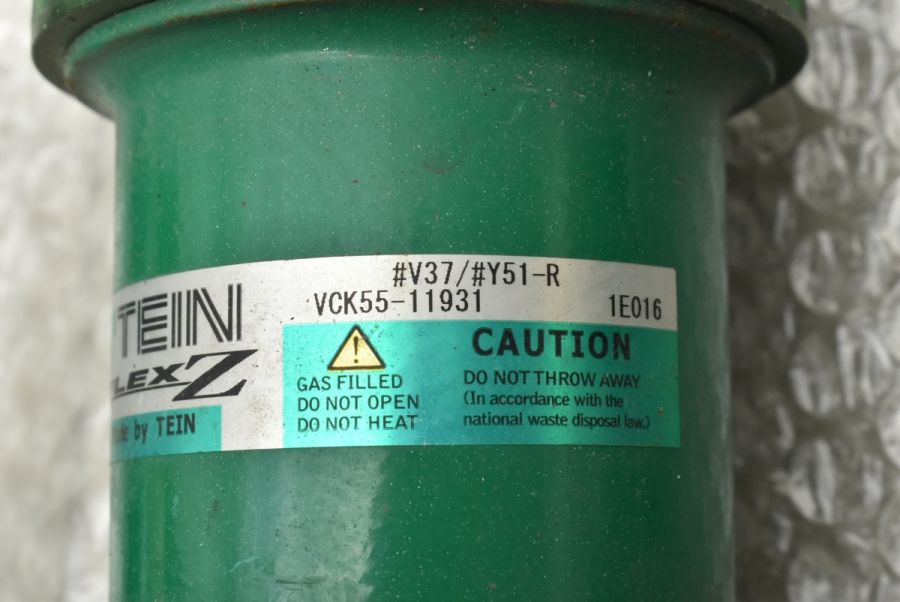 #V37/#Y51-R
VCK55-11931 1E016
TEIN
Z
by TEIN
CAUTION
GAS FILLED
DO NOT OPEN
DO NOT HEAT
DO NOT THROW AWAY
(In accordance with the
national waste disposal law.)